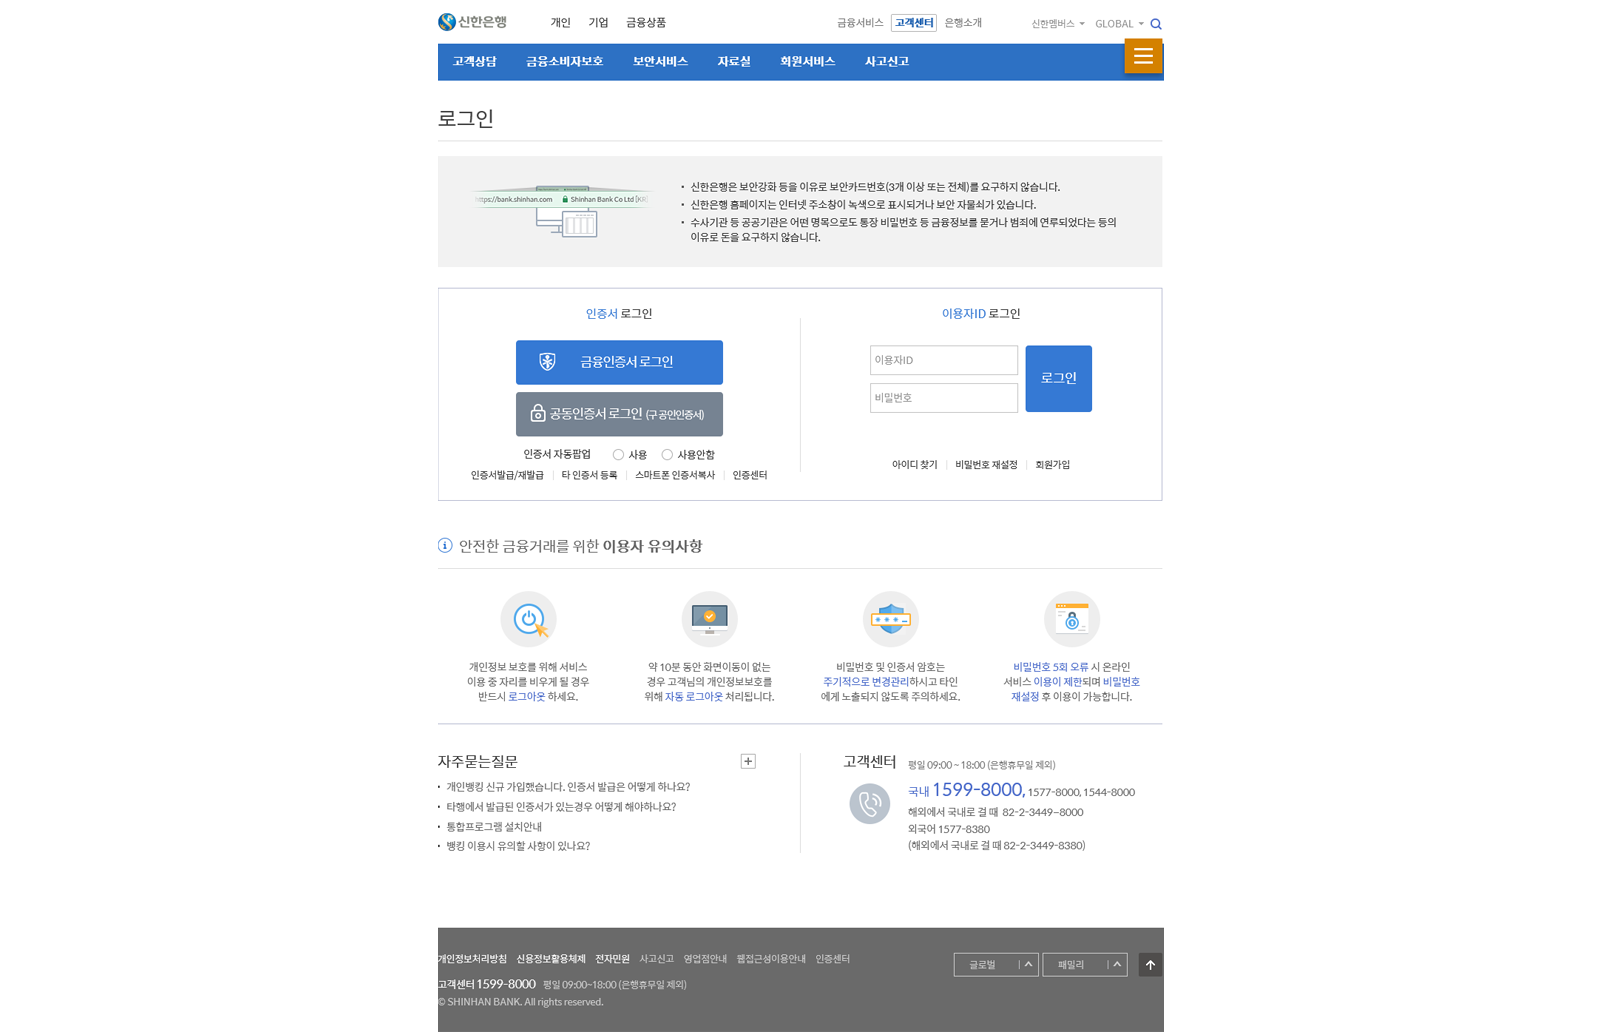 신한은행
개인 기업 금융상품
금융서비스 고객센터 은행소개
신한멤버스 GLOBAL
고객상담 금융소비자보호 보안서비스 자료실 회원서비스 사고신고
로그인
ttps://bank.shinhan.com Shinhan Bank Co Ltd [KR]
• 신한은행은 보안강화 등을 이유로 보안카드번호(3개 이상 또는 전체)를 요구하지 않습니다.
• 신한은행 홈페이지는 인터넷 주소창이 녹색으로 표시되거나 보안 자물쇠가 있습니다.
• 수사기관 등 공공기관은 어떤 명목으로도 통장 비밀번호 등 금융정보를 묻거나 범죄에 연루되었다는 등의
이유로 돈을 요구하지 않습니다.
인증서 로그인
금융인증서 로그인
공동인증서 로그인 (구 공인인증서)
인증서 자동팝업 사용 사용안함
인증서발급/재발급 타 인증서 등록 스마트폰 인증서복사 인증센터
이용자ID 로그인
이용자ID
비밀번호
로그인
아이디 찾기 비밀번호 재설정 회원가입
안전한 금융거래를 위한 이용자 유의사항
개인정보 보호를 위해 서비스
이용 중 자리를 비우게 될 경우
반드시 로그아웃 하세요.
약 10분 동안 화면이동이 없는
경우 고객님의 개인정보보호를
위해 자동 로그아웃 처리됩니다.
비밀번호 및 인증서 암호는
주기적으로 변경관리하시고 타인
에게 노출되지 않도록 주의하세요.
비밀번호 5회 오류 시 온라인
서비스 이용이 제한되며 비밀번호
재설정 후 이용이 가능합니다.
자주묻는질문
• 개인뱅킹 신규 가입했습니다. 인증서 발급은 어떻게 하나요?
• 타행에서 발급된 인증서가 있는경우 어떻게 해야하나요?
• 통합프로그램 설치안내
• 뱅킹 이용시 유의할 사항이 있나요?
고객센터 평일 09:00 ~ 18:00 (은행휴무일 제외)
국내 1599-8000, 1577-8000, 1544-8000
해외에서 국내로 걸 때 82-2-3449--8000
외국어 1577-8380
(해외에서 국내로 걸 때 82-2-3449-8380)
개인정보처리방침 신용정보활용체제 전자민원 사고신고 영업점안내 웹접근성이용안내 인증센터
글로벌 패밀리
고객센터 1599-8000 평일 09:00~18:00 (은행휴무일 제외)
© SHINHAN BANK. All rights reserved.